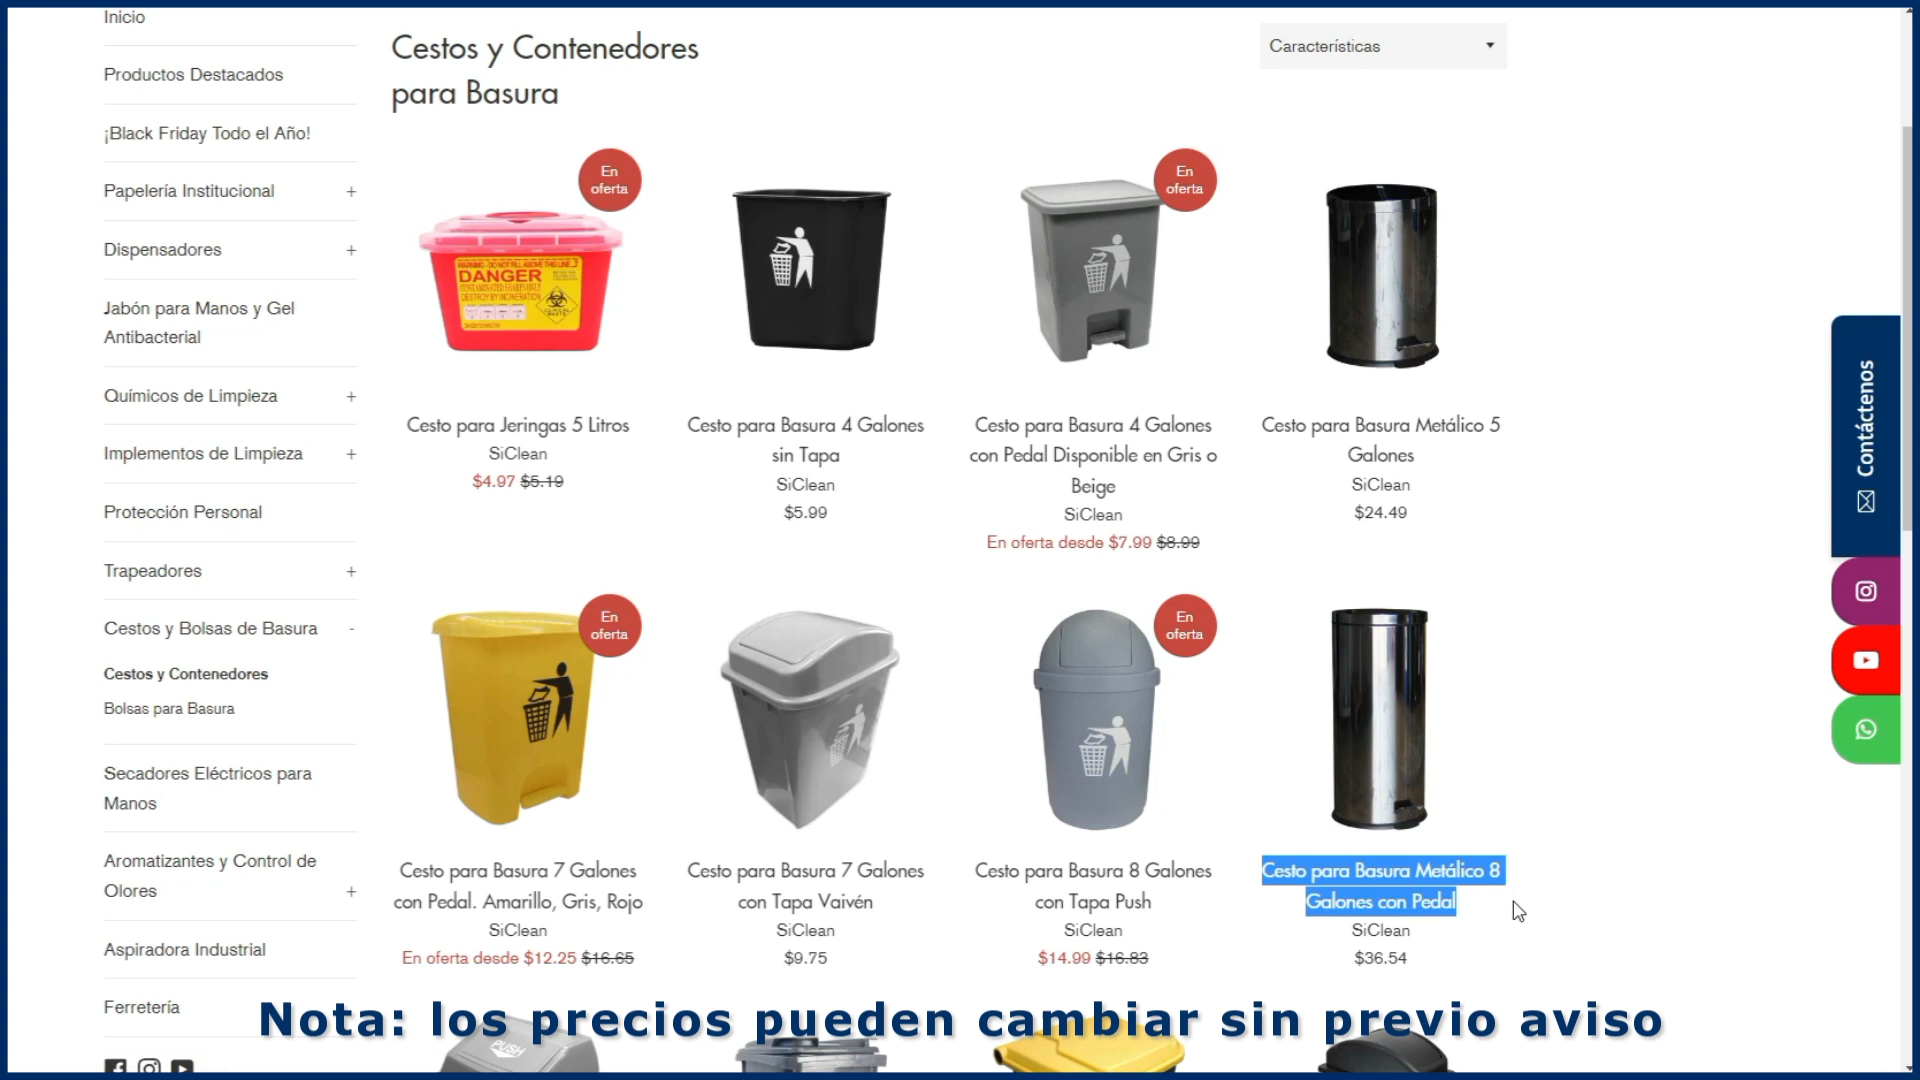 Inicio
Productos Destacados
¡Black Friday Todo el Año!
Papelería Institucional +
Dispensadores +
Jabón para Manos y Gel
Antibacterial
Químicos de Limpieza +
Implementos de Limpieza +
Protección Personal
Trapeadores +
Cestos y Bolsas de Basura -
Cestos y Contenedores
Bolsas para Basura
Secadores Eléctricos para
Manos
Aromatizantes y Control de
Olores +
Aspiradora Industrial
Ferretería
Cestos y Contenedores
para Basura
Características
En
oferta
DANGER
Cesto para Jeringas 5 Litros
SiClean
$4.97 $5.19
Cesto para Basura 4 Galones
sin Tapa
SiClean
$5.99
En
oferta
Cesto para Basura 4 Galones
con Pedal Disponible en Gris o
Beige
SiClean
En oferta desde $7.99 $8.99
Cesto para Basura Metálico 5
Galones
SiClean
$24.49
En
oferta
Cesto para Basura 7 Galones
con Pedal. Amarillo, Gris, Rojo
SiClean
En oferta desde $12.25 $16.65
Cesto para Basura 7 Galones
con Tapa Vaivén
SiClean
$9.75
En
oferta
Cesto para Basura 8 Galones
con Tapa Push
SiClean
$14.99 $16.83
Cesto para Basura Metálico 8
Galones con Pedal
SiClean
$36.54
PUSH
Contáctenos
Nota: los precios pueden cambiar sin previo aviso